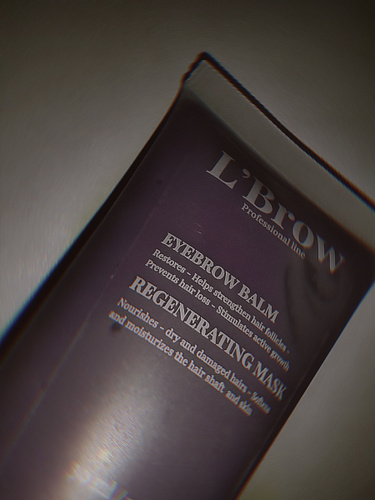 L'Brow
Professional line
EYEBROW BALM
Restores - Helps strengthen hair follicles -
Prevents hair loss - Stimulates active growth
REGENERATING MASK
Nourishes - dry and damaged hairs - Softens
and moisturizes the hair shaft and skin